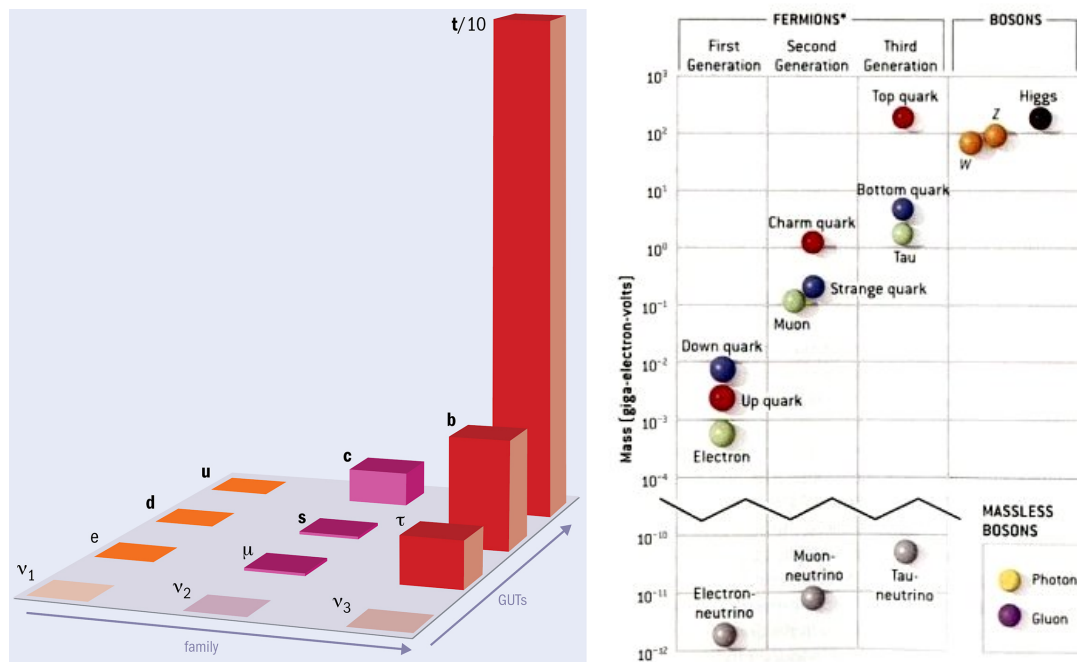 t/10
b
c
u
d
s
τ
e
μ
ν1
ν2
ν3
GUTs
family
FERMIONS*
BOSONS
First
Generation
Second
Generation
Third
Generation
10³
Top quark
Higgs
Z
10²
W
10¹
Bottom quark
Charm quark
10⁰
Tau
Strange quark
10⁻¹
Muon
Down quark
10⁻²
Up quark
10⁻³
Electron
10⁻⁴
Mass (giga-electron-volts)
MASSLESS
BOSONS
10⁻¹⁰
Muon-
neutrino
Tau-
neutrino
Photon
Electron-
neutrino
10⁻¹¹
Gluon
10⁻¹²